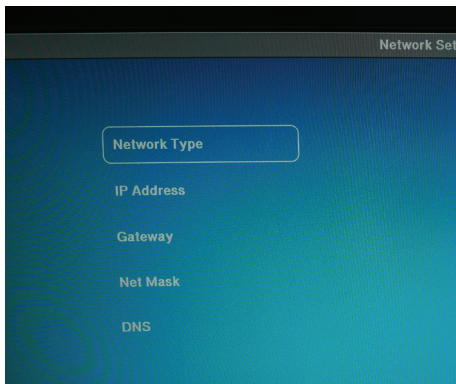 Network Set
Network Type
IP Address
Gateway
Net Mask
DNS